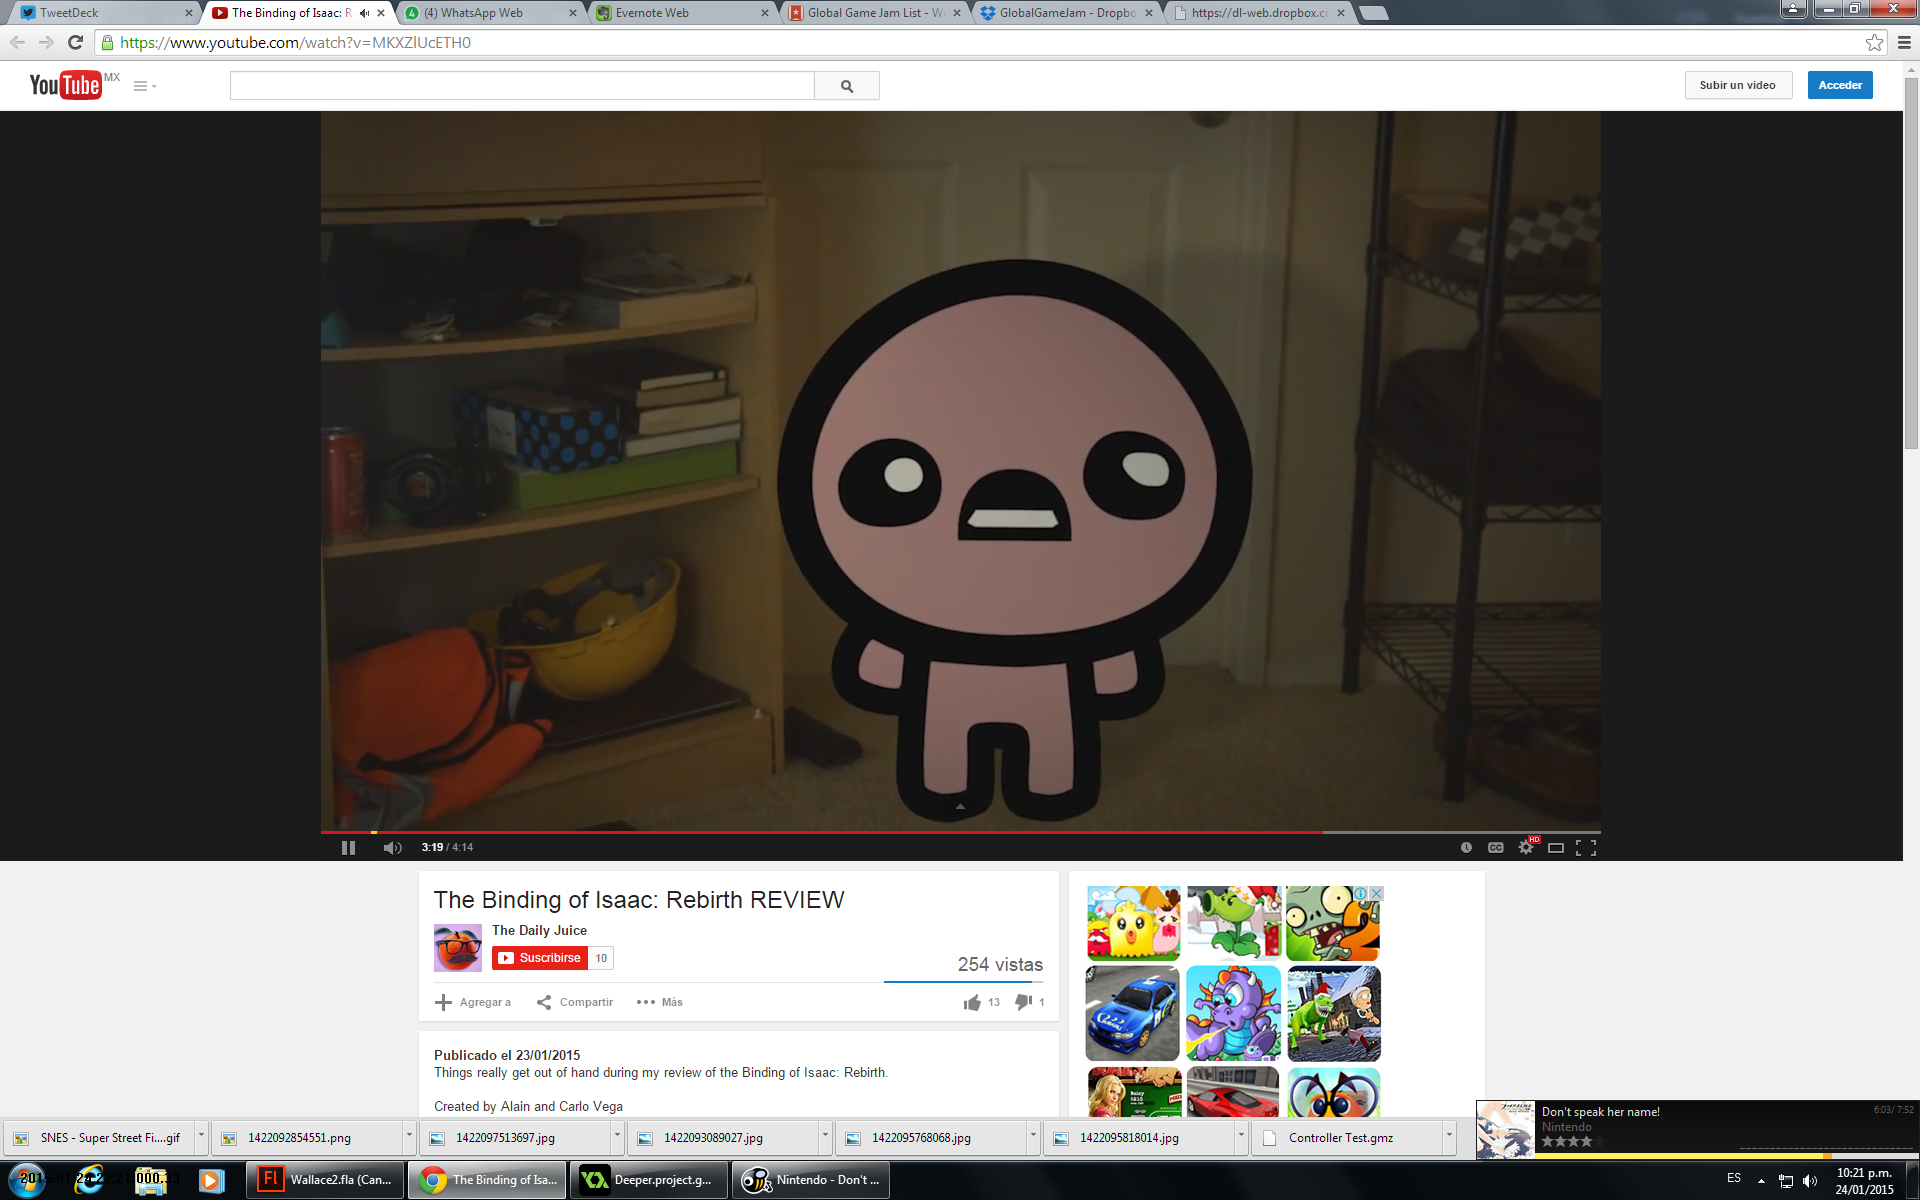 TweetDeck
The Binding of Isaac: R
(4) WhatsApp Web
Evernote Web
Global Game Jam List - W
GlobalGameJam - Dropbo
https://dl-web.dropbox.c
https://www.youtube.com/watch?v=MKXZlUcETH0
YouTube MX
Subir un video
Acceder
3:19 / 4:14
CC
HD
The Binding of Isaac: Rebirth REVIEW
The Daily Juice
Suscribirse 10
254 vistas
Agregar a
Compartir
Más
13
1
Publicado el 23/01/2015
Things really get out of hand during my review of the Binding of Isaac: Rebirth.
Created by Alain and Carlo Vega
2
Don't speak her name!
6:03/ 7:52
Nintendo
SNES - Super Street Fi....gif
1422092854551.png
1422097513697.jpg
1422093089027.jpg
1422095768068.jpg
1422095818014.jpg
Controller Test.gmz
Fl
Wallace2.fla (Can...
The Binding of Isa...
Deeper.project.g...
Nintendo - Don't ...
ES
10:21 p.m.
24/01/2015